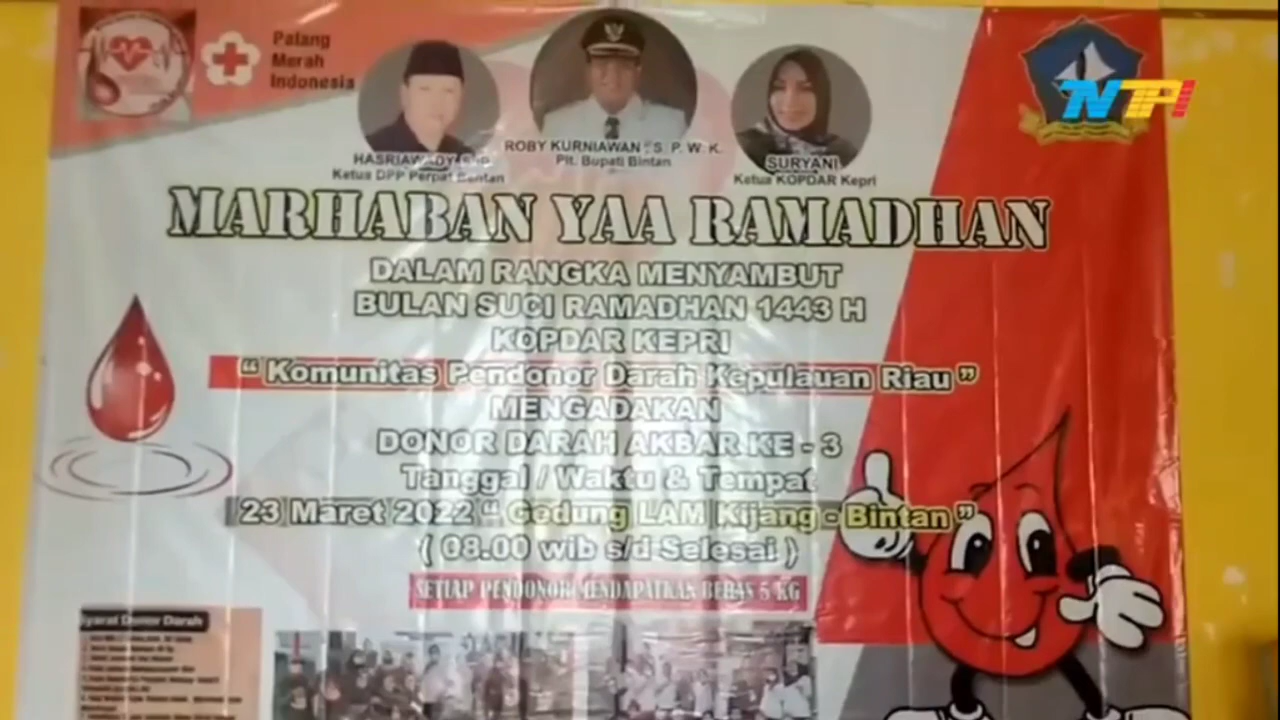 Palang
Merah
Indonesia
NTPI
ROBY KURNIAWAN, S. P. W. K.
Plt. Bupati Bintan
Ketua DPP Perpat Bintan
SURYANI
Ketua KOPDAR Kepri
MARHABAN YAA RAMADHAN
DALAM RANGKA MENYAMBUT
BULAN SUCI RAMADHAN 1443 H
KOPDAR KEPRI
“ Komunitas Pendonor Darah Kepulauan Riau ”
MENGADAKAN
DONOR DARAH AKBAR KE - 3
Tanggal / Waktu & Tempat
23 Maret 2022 “ Gedung LAM Kijang - Bintan ”
( 08.00 wib s/d Selesai )
SETIAP PENDONOR MENDAPATKAN BERAS 5 KG
Syarat Donor Darah